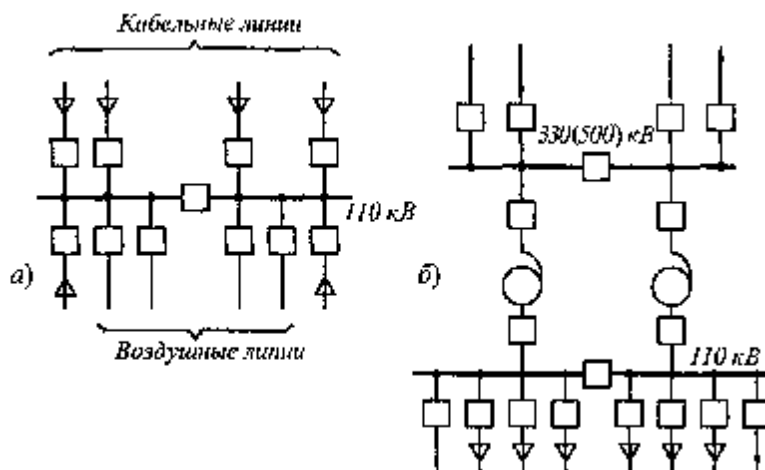 Кабельные линии
110 кВ
а)
Воздушные линии
330(500) кВ
б)
110 кВ